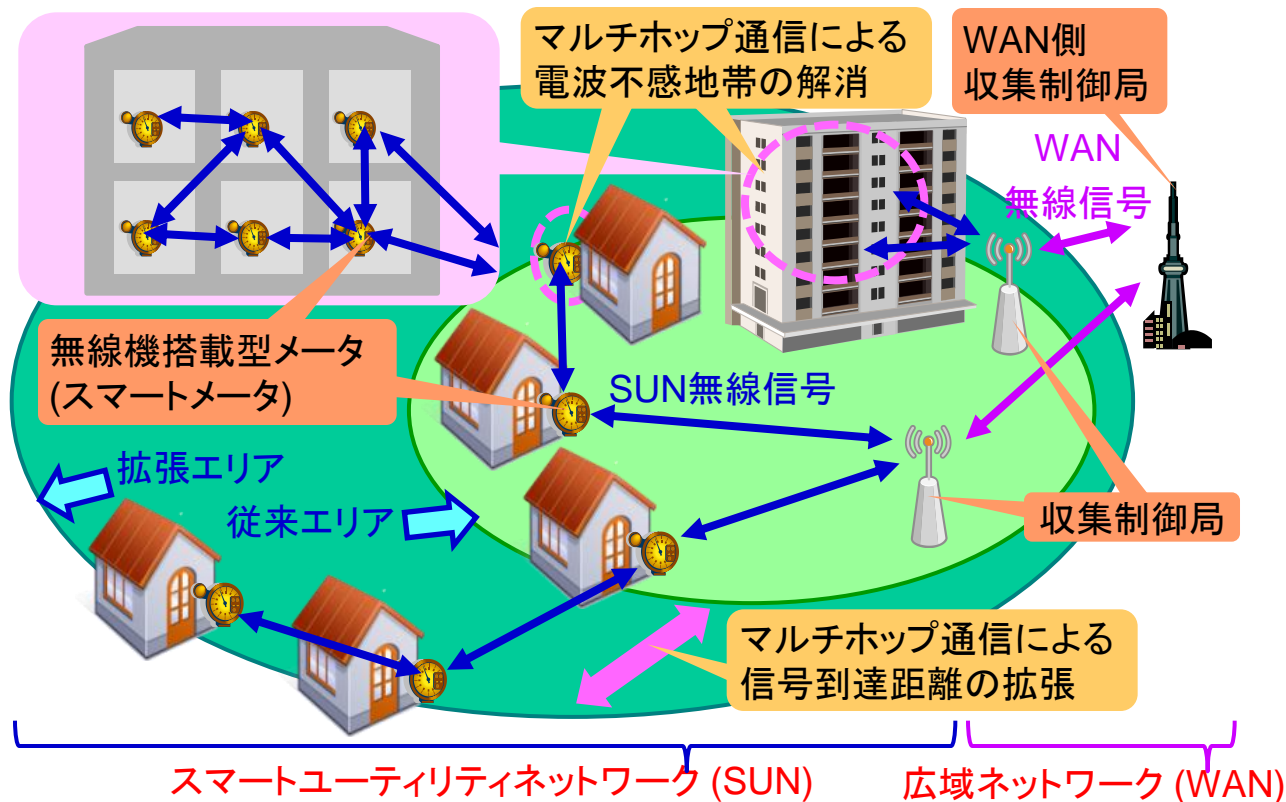 マルチホップ通信による
電波不感地帯の解消
WAN側
収集制御局
WAN
無線信号
無線機搭載型メータ
(スマートメータ)
SUN無線信号
拡張エリア
従来エリア
収集制御局
マルチホップ通信による
信号到達距離の拡張
スマートユーティリティネットワーク (SUN)
広域ネットワーク (WAN)